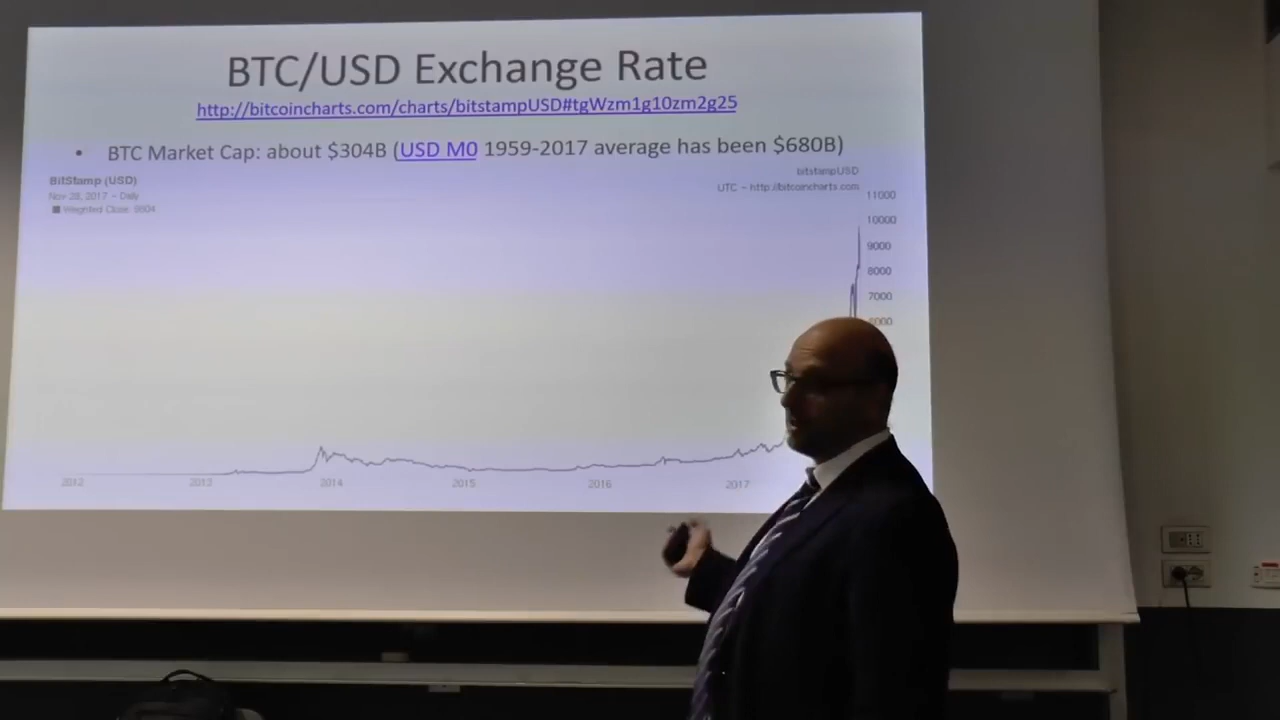 BTC/USD Exchange Rate
http://bitcoincharts.com/charts/bitstampUSD#tgWzm1g10zm2g25
• BTC Market Cap: about $304B (USD M0 1959-2017 average has been $680B)
BitStamp (USD)
Nov 28, 2017 - Daily
Weighted Close: 9804
bitstampUSD
UTC - http://bitcoincharts.com
11000
10000
9000
8000
7000
6000
2012 2013 2014 2015 2016 2017